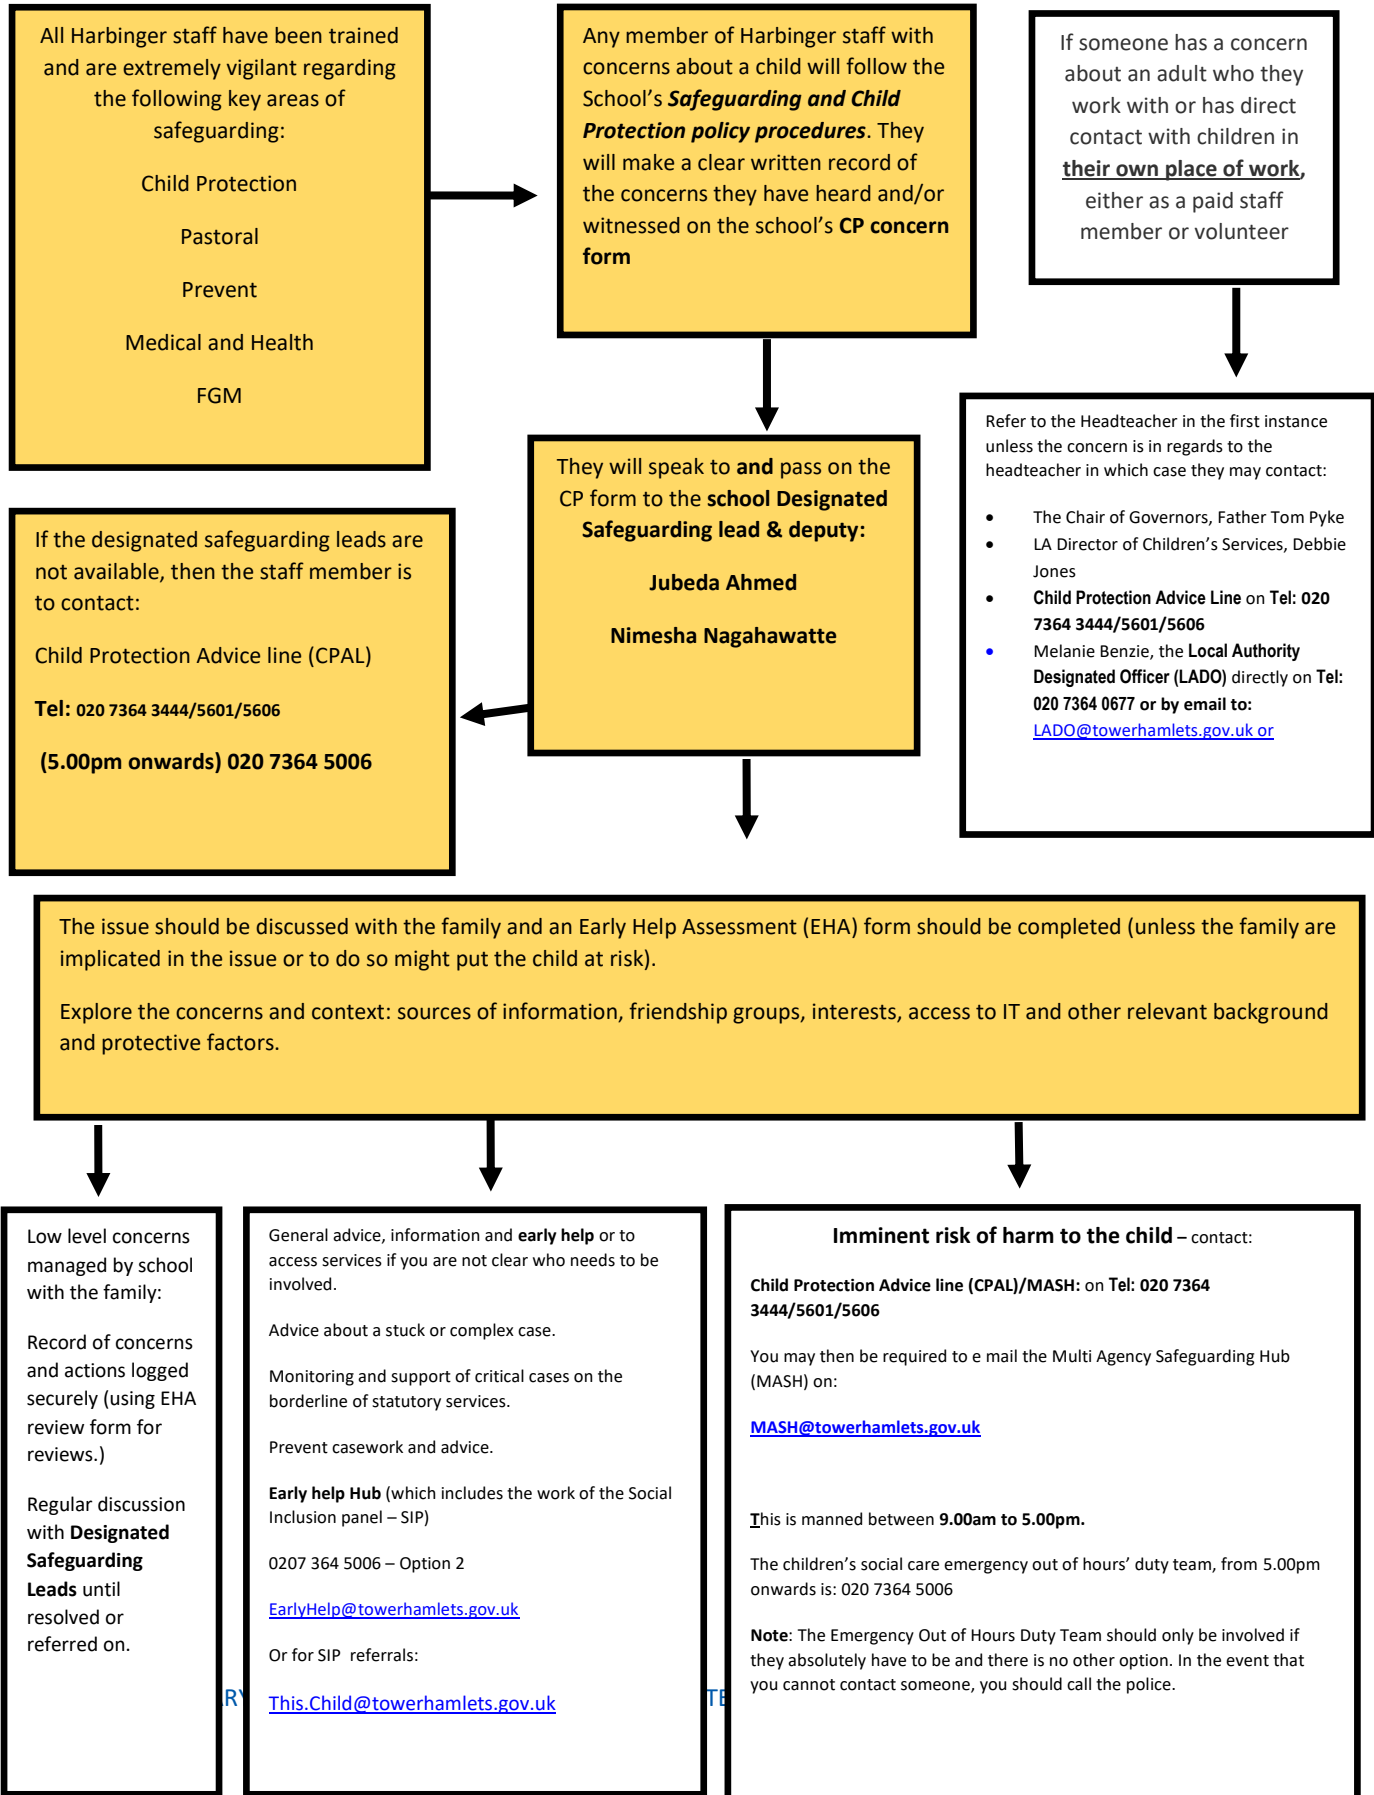 All Harbinger staff have been trained
and are extremely vigilant regarding
the following key areas of
safeguarding:
Child Protection
Pastoral
Prevent
Medical and Health
FGM
Any member of Harbinger staff with
concerns about a child will follow the
School's Safeguarding and Child
Protection policy procedures. They
will make a clear written record of
the concerns they have heard and/or
witnessed on the school's CP concern
form
If someone has a concern
about an adult who they
work with or has direct
contact with children in
their own place of work,
either as a paid staff
member or volunteer
Refer to the Headteacher in the first instance
unless the concern is in regards to the
headteacher in which case they may contact:
• The Chair of Governors, Father Tom Pyke
• LA Director of Children's Services, Debbie
Jones
• Child Protection Advice Line on Tel: 020
7364 3444/5601/5606
• Melanie Benzie, the Local Authority
Designated Officer (LADO) directly on Tel:
020 7364 0677 or by email to:
LADO@towerhamlets.gov.uk or
They will speak to and pass on the
CP form to the school Designated
Safeguarding lead & deputy:
Jubeda Ahmed
Nimesha Nagahawatte
If the designated safeguarding leads are
not available, then the staff member is
to contact:
Child Protection Advice line (CPAL)
Tel: 020 7364 3444/5601/5606
(5.00pm onwards) 020 7364 5006
The issue should be discussed with the family and an Early Help Assessment (EHA) form should be completed (unless the family are
implicated in the issue or to do so might put the child at risk).
Explore the concerns and context: sources of information, friendship groups, interests, access to IT and other relevant background
and protective factors.
Low level concerns
managed by school
with the family:
Record of concerns
and actions logged
securely (using EHA
review form for
reviews.)
Regular discussion
with Designated
Safeguarding
Leads until
resolved or
referred on.
General advice, information and early help or to
access services if you are not clear who needs to be
involved.
Advice about a stuck or complex case.
Monitoring and support of critical cases on the
borderline of statutory services.
Prevent casework and advice.
Early help Hub (which includes the work of the Social
Inclusion panel – SIP)
0207 364 5006 – Option 2
EarlyHelp@towerhamlets.gov.uk
Or for SIP referrals:
This.Child@towerhamlets.gov.uk
Imminent risk of harm to the child – contact:
Child Protection Advice line (CPAL)/MASH: on Tel: 020 7364
3444/5601/5606
You may then be required to e mail the Multi Agency Safeguarding Hub
(MASH) on:
MASH@towerhamlets.gov.uk
This is manned between 9.00am to 5.00pm.
The children's social care emergency out of hours' duty team, from 5.00pm
onwards is: 020 7364 5006
Note: The Emergency Out of Hours Duty Team should only be involved if
they absolutely have to be and there is no other option. In the event that
you cannot contact someone, you should call the police.